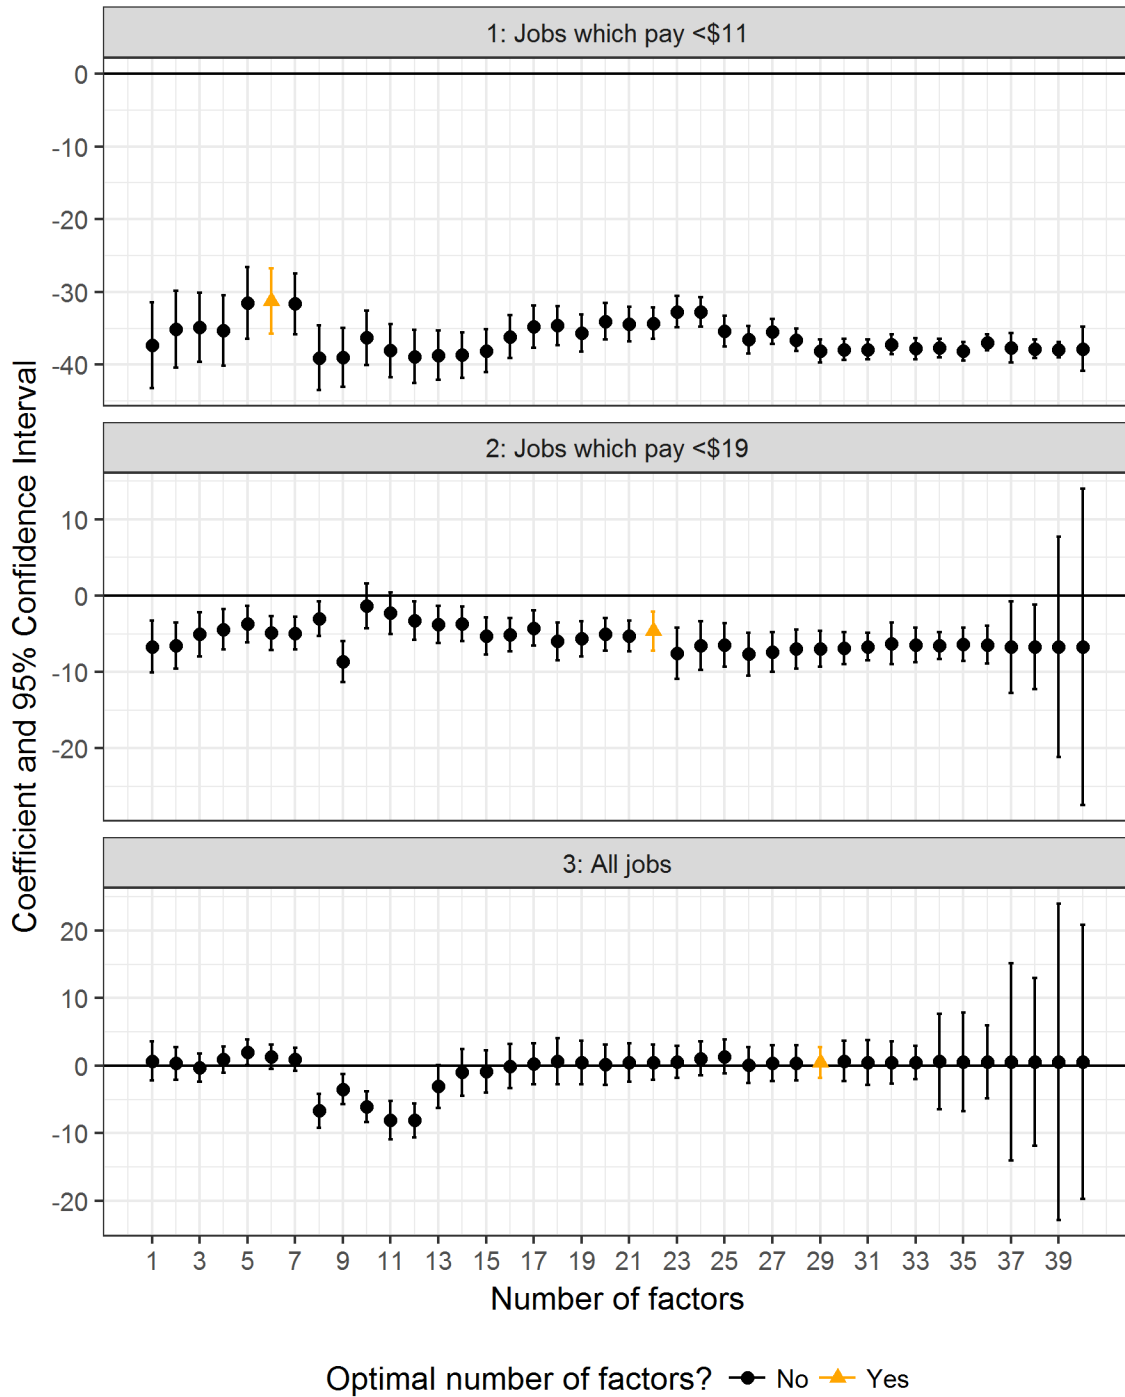 1: Jobs which pay <$11
0
-10
-20
-30
-40
2: Jobs which pay <$19
10
0
-10
-20
3: All jobs
20
10
0
-10
-20
1 3 5 7 9 11 13 15 17 19 21 23 25 27 29 31 33 35 37 39
Coefficient and 95% Confidence Interval
Number of factors
Optimal number of factors? No Yes